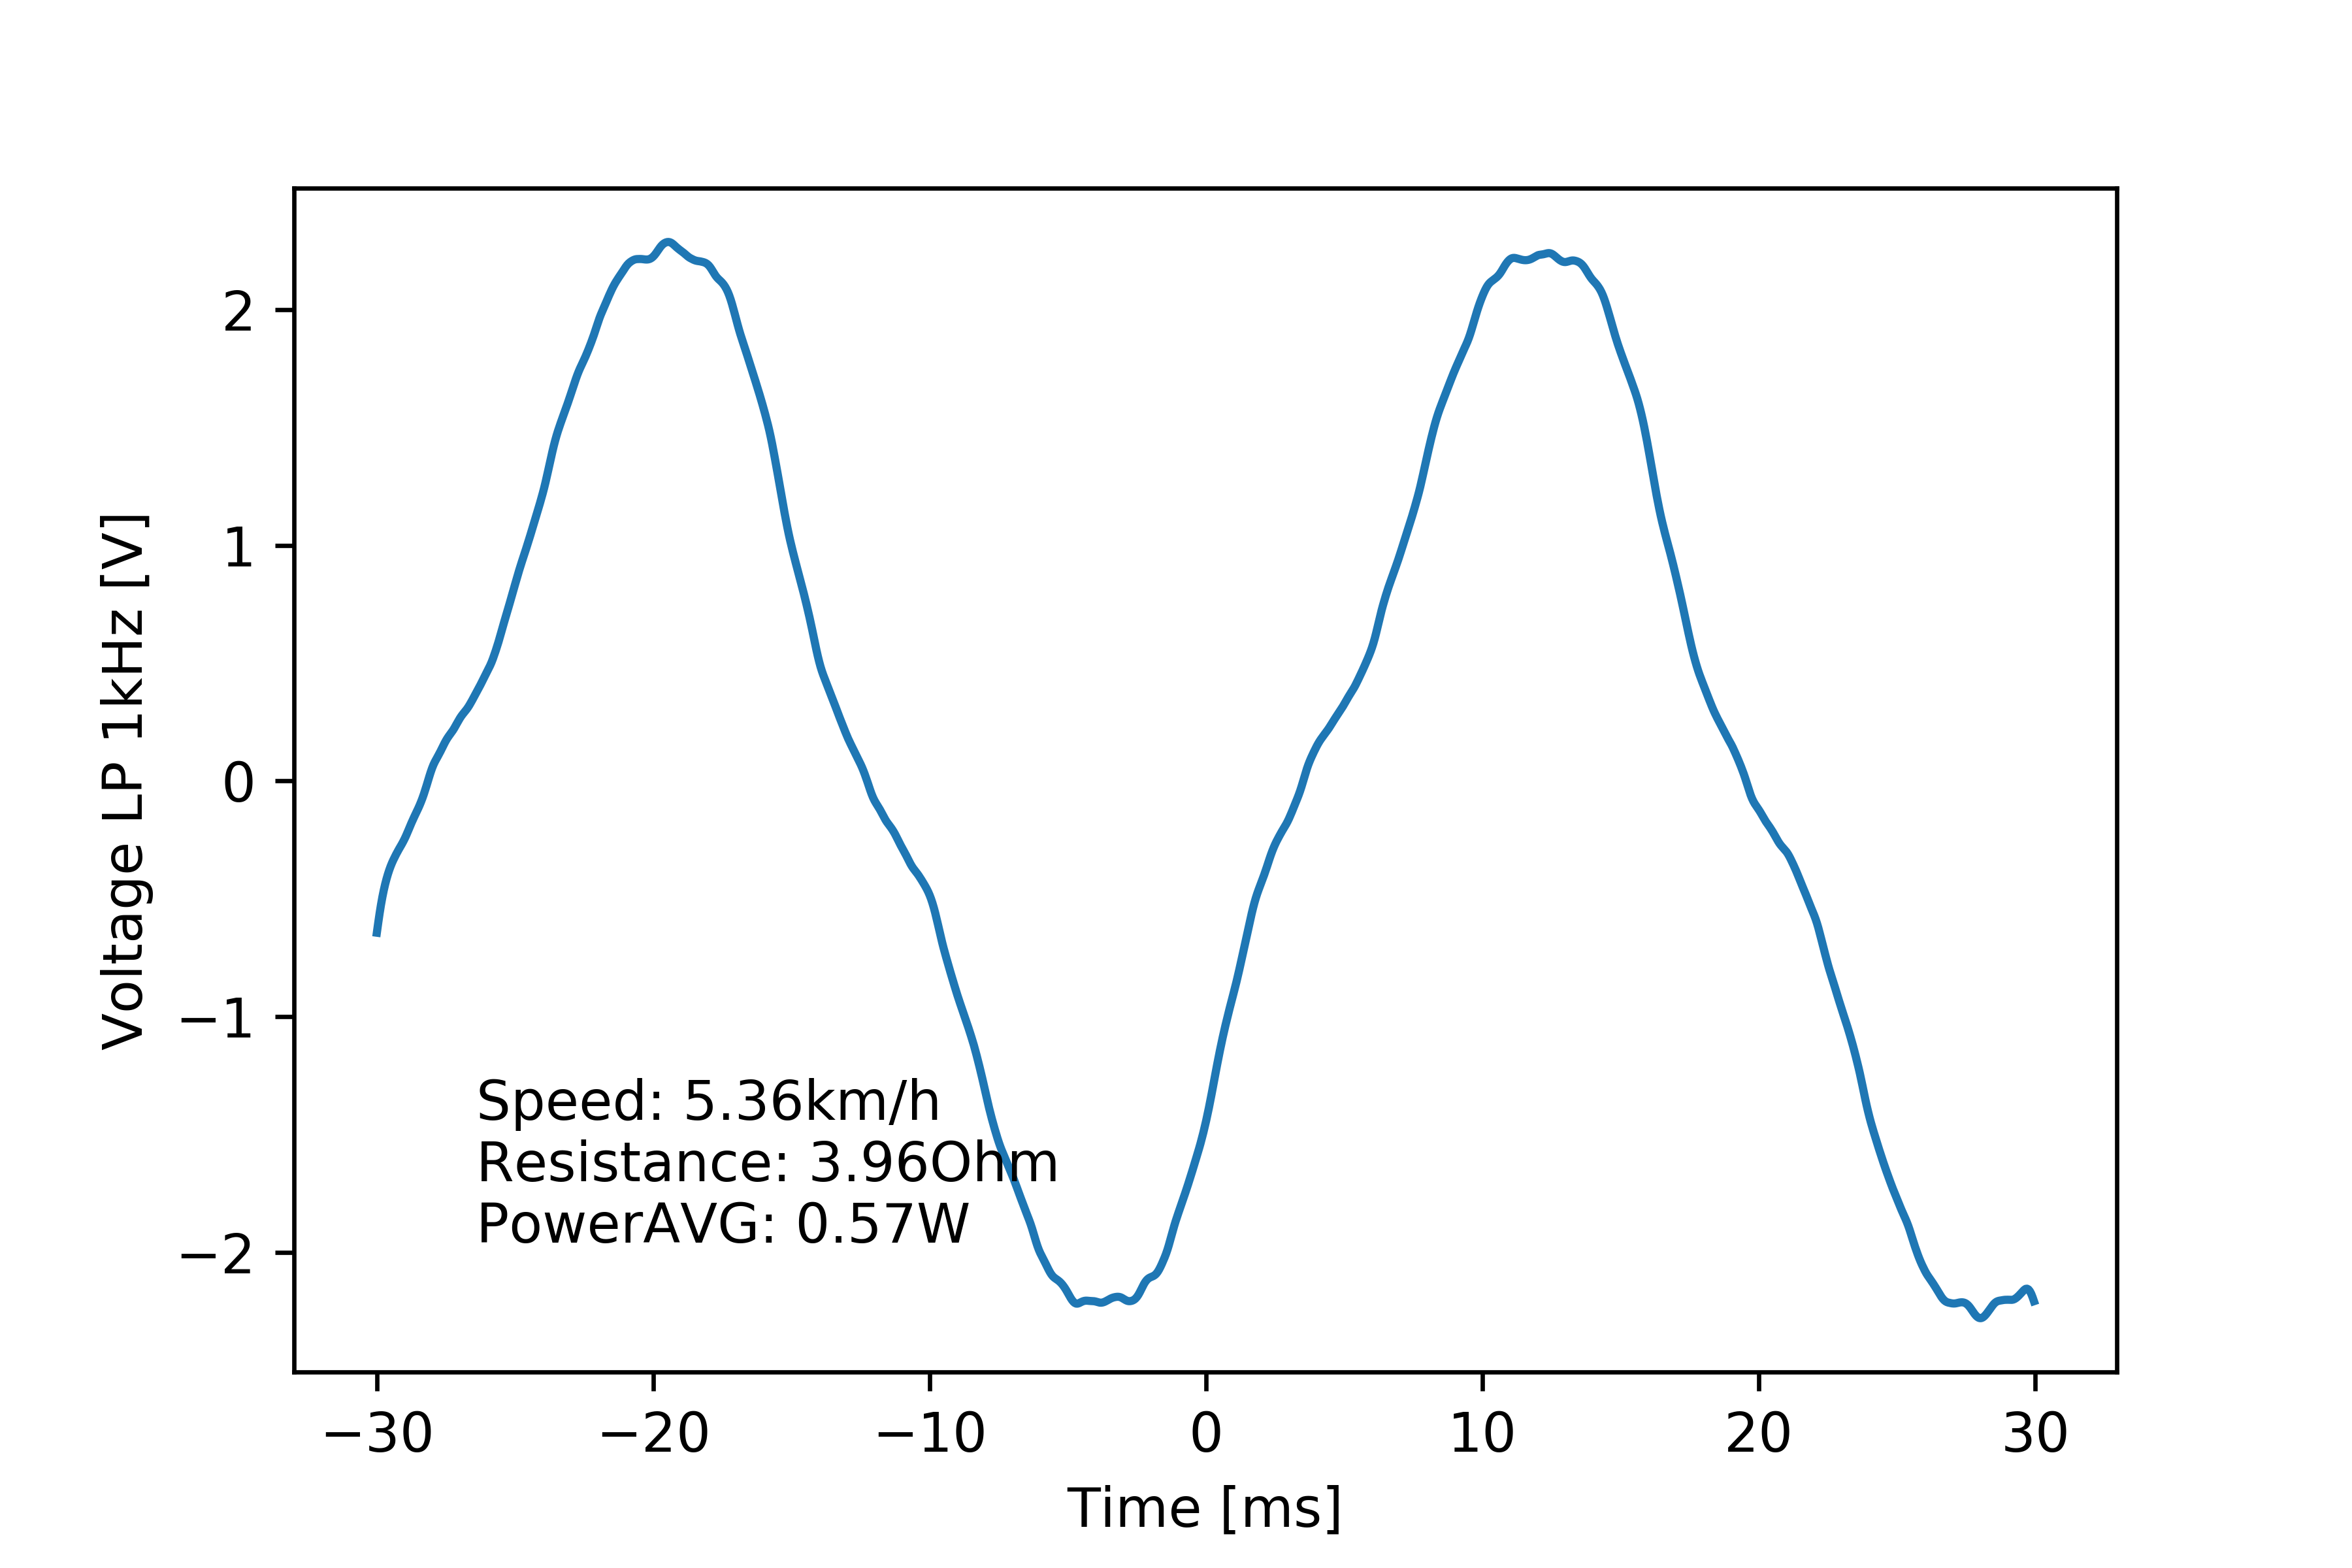 2
1
0
−1
−2
Voltage LP 1kHz [V]
Speed: 5.36km/h
Resistance: 3.96Ohm
PowerAVG: 0.57W
−30 −20 −10 0 10 20 30
Time [ms]